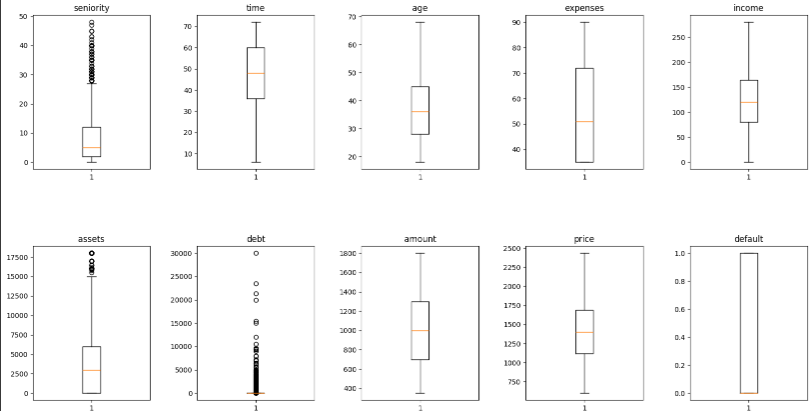 seniority time age expenses income
50 40 30 20 10 0
70 60 50 40 30 20 10
70 60 50 40 30 20
90 80 70 60 50 40
250 200 150 100 50 0
1 1 1 1 1
assets debt amount price default
17500 15000 12500 10000 7500 5000 2500 0
30000 25000 20000 15000 10000 5000 0
1800 1600 1400 1200 1000 800 600 400
2500 2250 2000 1750 1500 1250 1000 750
1.0 0.8 0.6 0.4 0.2 0.0
1 1 1 1 1